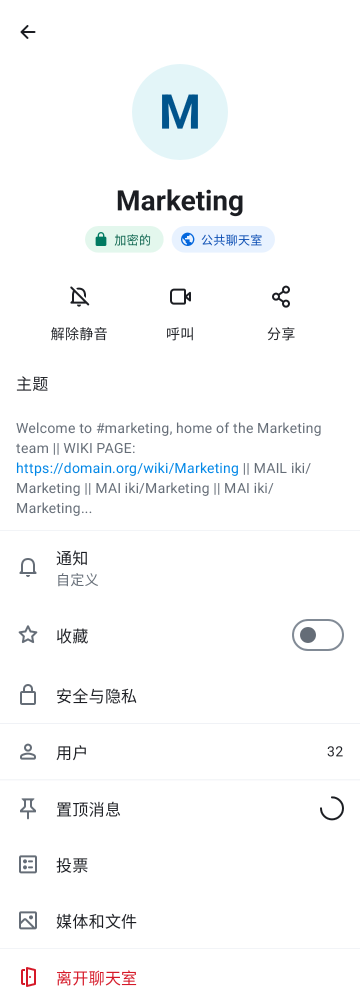 M
Marketing
加密的
公共聊天室
解除静音
呼叫
分享
主题
Welcome to #marketing, home of the Marketing
team || WIKI PAGE:
https://domain.org/wiki/Marketing || MAIL iki/
Marketing || MAI iki/Marketing || MAI iki/
Marketing...
通知
自定义
收藏
安全与隐私
用户
32
置顶消息
投票
媒体和文件
离开聊天室